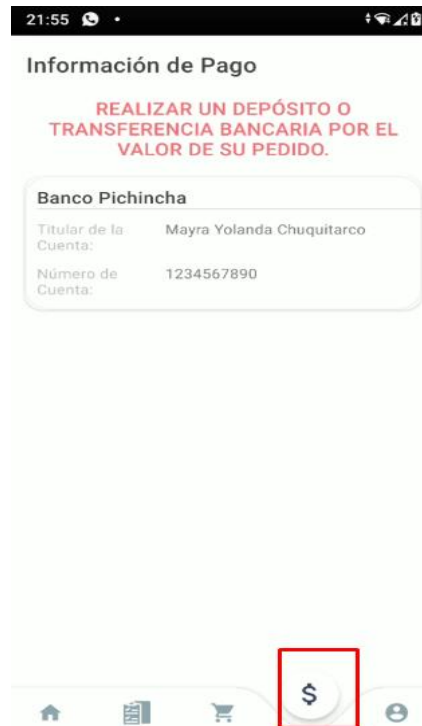 21:55
Información de Pago
REALIZAR UN DEPÓSITO O
TRANSFERENCIA BANCARIA POR EL
VALOR DE SU PEDIDO.
Banco Pichincha
Titular de la
Cuenta:
Mayra Yolanda Chuquitarco
Número de
Cuenta:
1234567890
$